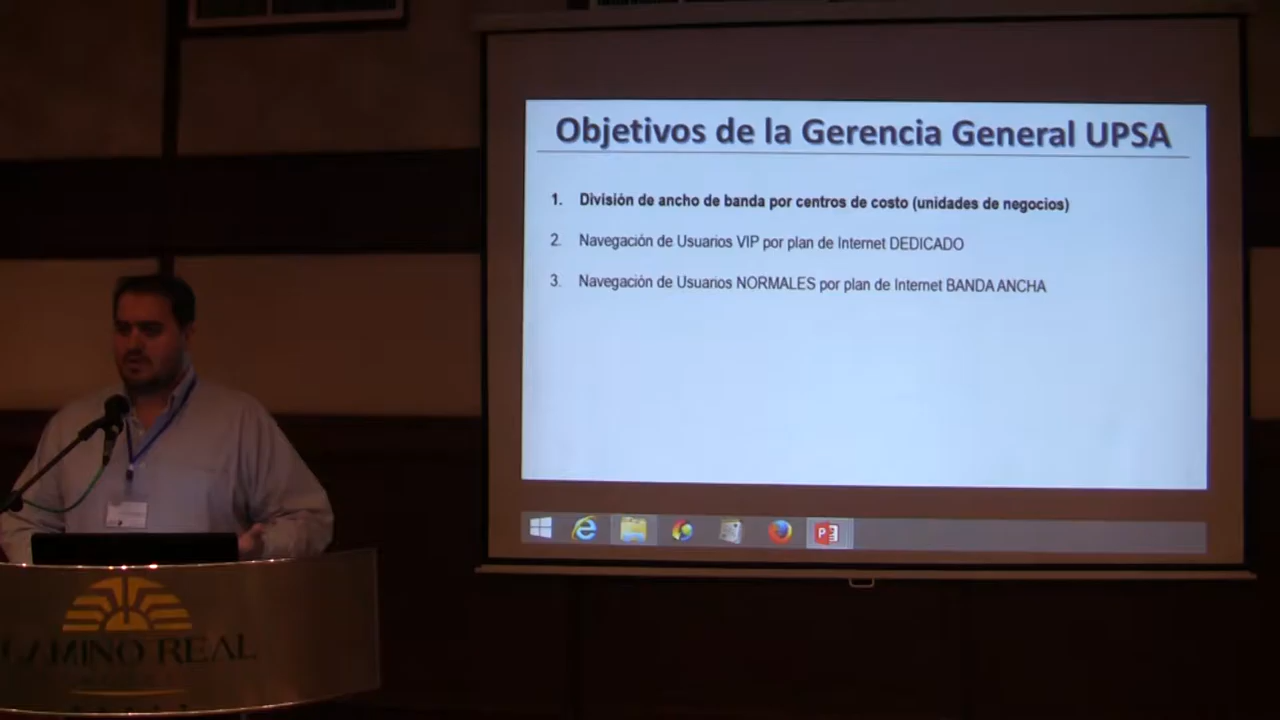 Objetivos de la Gerencia General UPSA
1. División de ancho de banda por centros de costo (unidades de negocios)
2. Navegación de Usuarios VIP por plan de Internet DEDICADO
3. Navegación de Usuarios NORMALES por plan de Internet BANDA ANCHA
CAMINO REAL